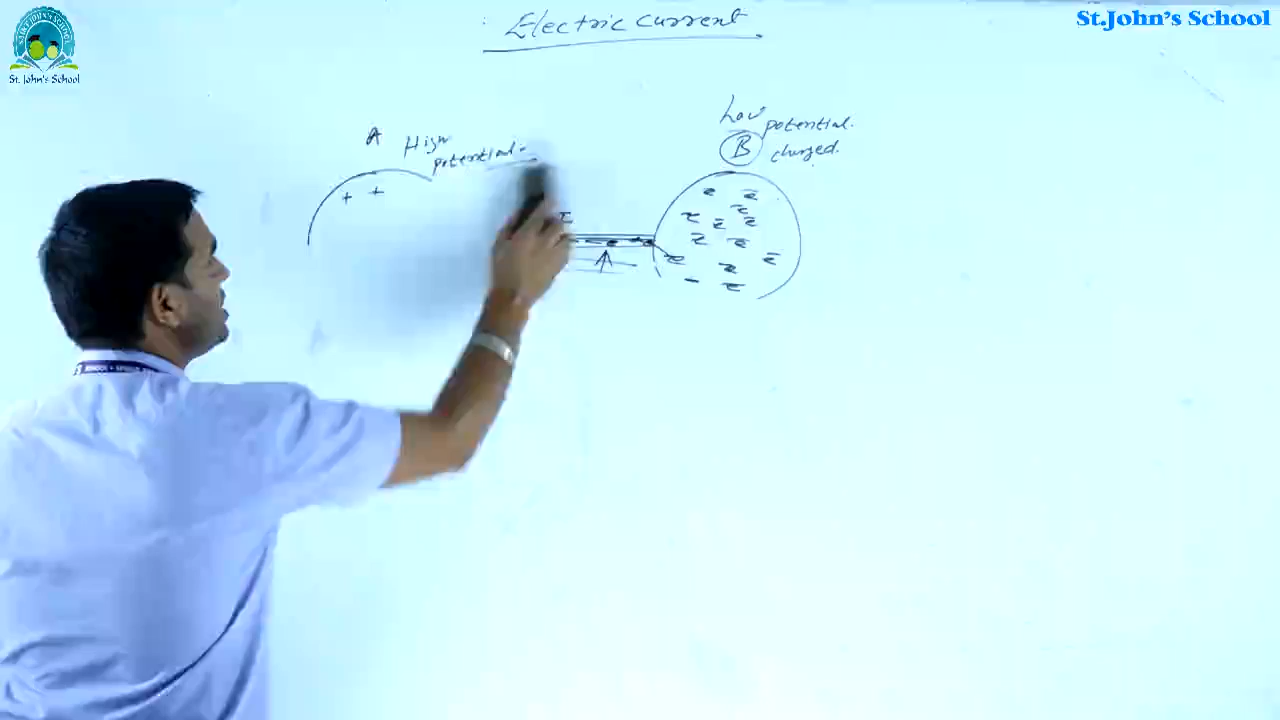 St. John's School
St.John's School
Electric current
A High
potential.
Low
potential.
B charged.
+ +